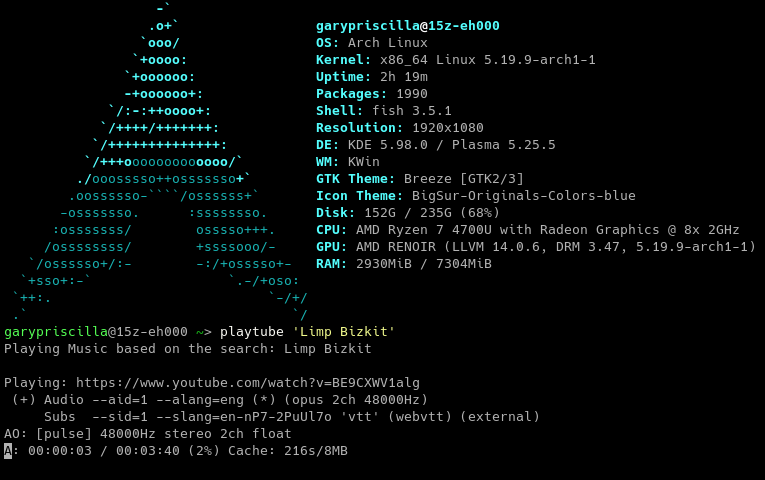 -`
                  .o+`                 garypriscilla@15z-eh000
                 `ooo/                 OS: Arch Linux
                `+oooo:                Kernel: x86_64 Linux 5.19.9-arch1-1
               `+oooooo:               Uptime: 2h 19m
               -+oooooo+:              Packages: 1990
             `/:-:++oooo+:             Shell: fish 3.5.1
            `/++++/+++++++:            Resolution: 1920x1080
           `/++++++++++++++:           DE: KDE 5.98.0 / Plasma 5.25.5
          `/+++ooooooooooooo/`         WM: KWin
         ./ooosssso++osssssso+`        GTK Theme: Breeze [GTK2/3]
        .oossssso-````/ossssss+`       Icon Theme: BigSur-Originals-Colors-blue
       -osssssso.      :ssssssso.      Disk: 152G / 235G (68%)
      :osssssss/        osssso+++.     CPU: AMD Ryzen 7 4700U with Radeon Graphics @ 8x 2GHz
     /ossssssss/        +ssssooo/-     GPU: AMD RENOIR (LLVM 14.0.6, DRM 3.47, 5.19.9-arch1-1)
   `/ossssso+/:-        -:/+osssso+-   RAM: 2930MiB / 7304MiB
  `+sso+:-`                 `.-/+oso:
 `++:.                           `-/+/
 .`                                 `/
garypriscilla@15z-eh000 ~> playtube 'Limp Bizkit'
Playing Music based on the search: Limp Bizkit
Playing: https://www.youtube.com/watch?v=BE9CXWV1alg
 (+) Audio --aid=1 --alang=eng (*) (opus 2ch 48000Hz)
     Subs  --sid=1 --slang=en-nP7-2PuUl7o 'vtt' (webvtt) (external)
AO: [pulse] 48000Hz stereo 2ch float
A: 00:00:03 / 00:03:40 (2%) Cache: 216s/8MB